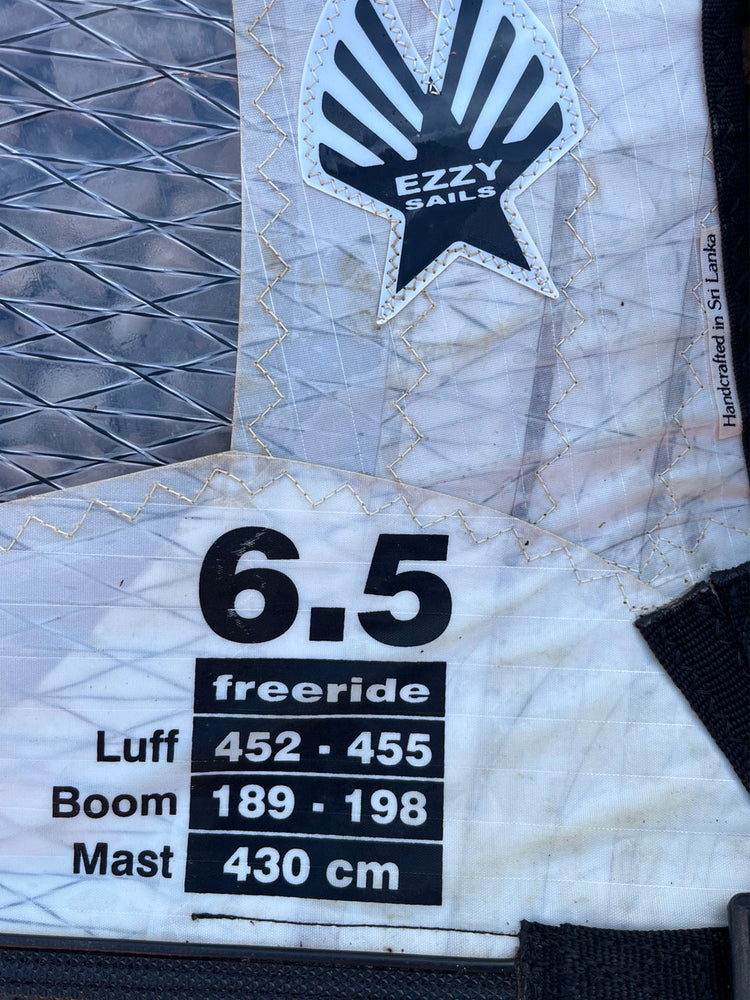 EZZY
SAILS
Handcrafted in Sri Lanka
6.5
freeride
Luff 452 - 455
Boom 189 - 198
Mast 430 cm